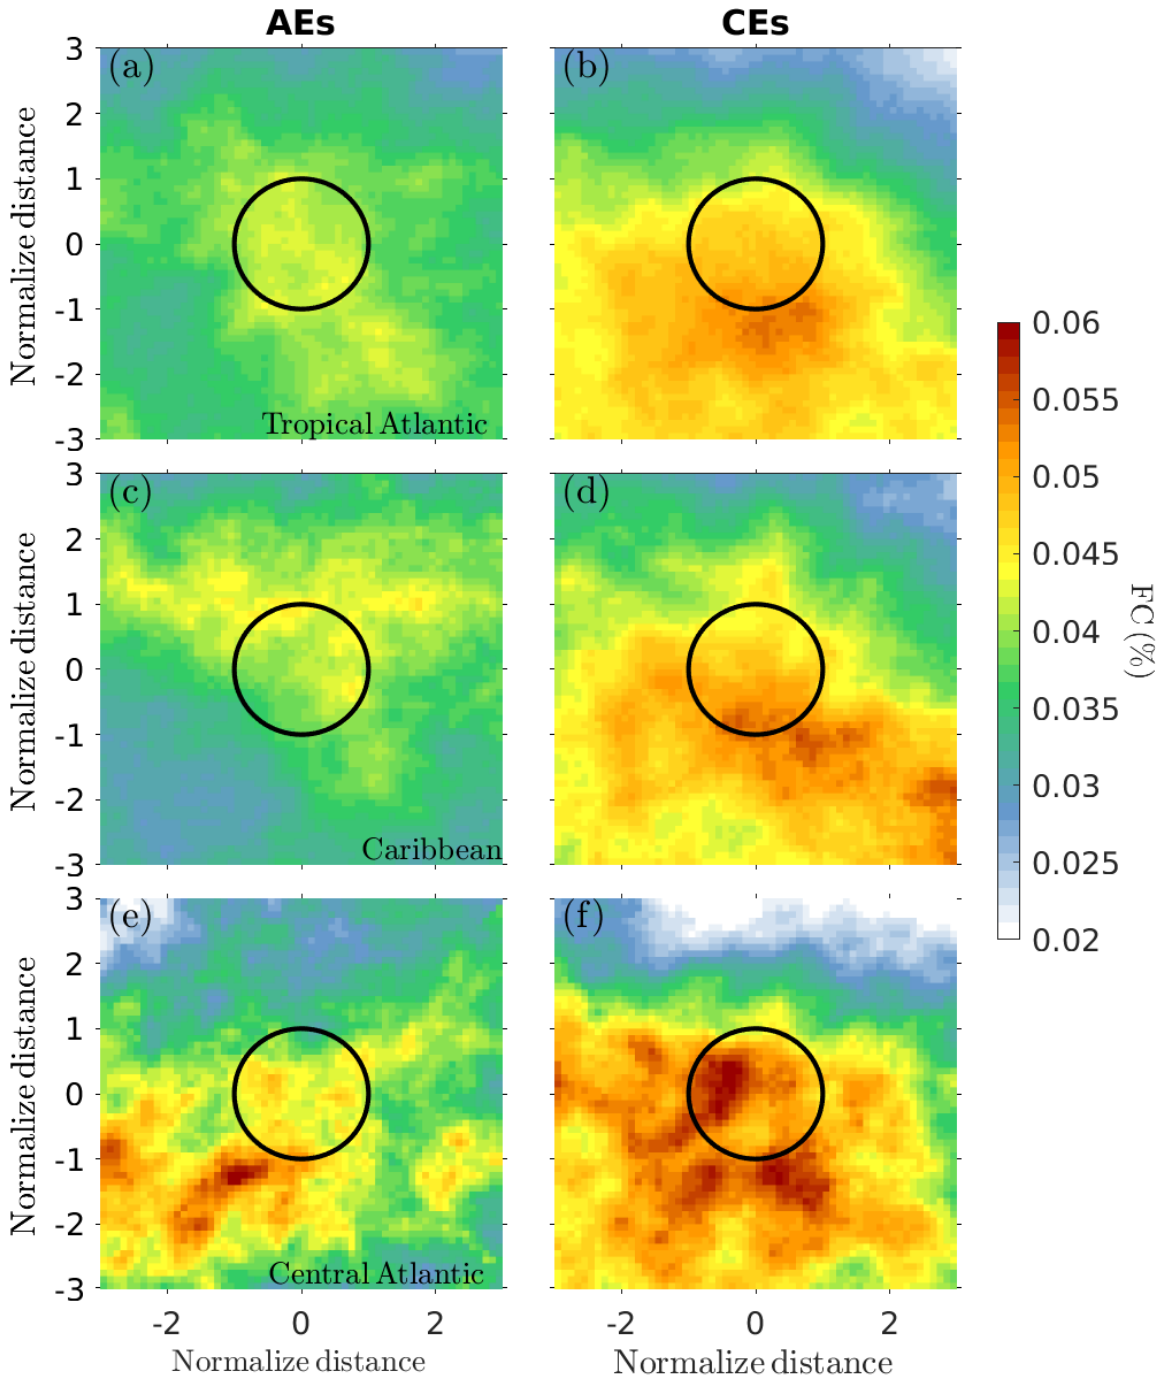 AEs
CEs
(a)
(b)
3
2
1
0
-1
-2
-3
Normalize distance
Tropical Atlantic
(c)
(d)
3
2
1
0
-1
-2
-3
Normalize distance
Caribbean
(e)
(f)
3
2
1
0
-1
-2
-3
Normalize distance
Central Atlantic
-2
0
2
Normalize distance
-2
0
2
Normalize distance
0.06
0.055
0.05
0.045
0.04
0.035
0.03
0.025
0.02
FC (%)